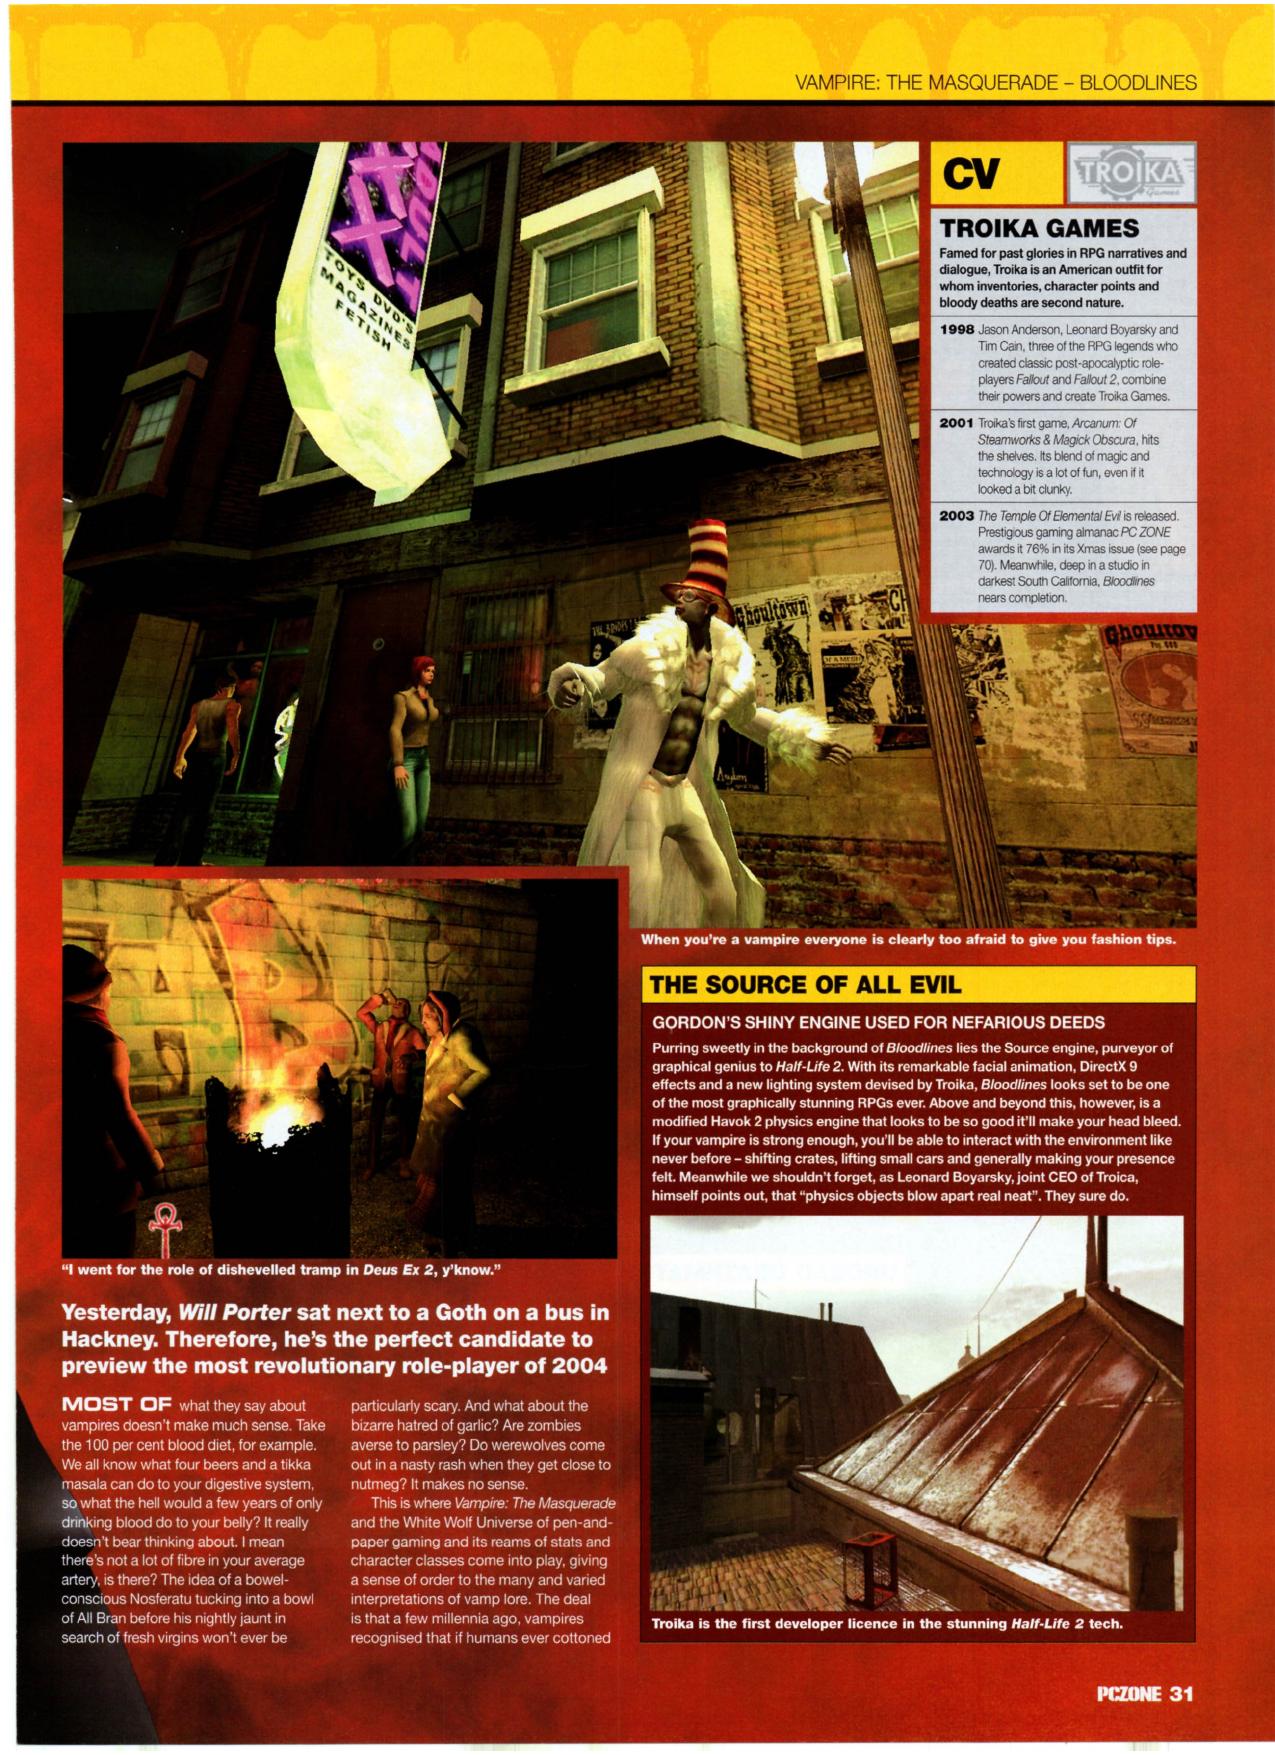 VAMPIRE: THE MASQUERADE – BLOODLINES
TOYS DVD'S
MAGAZINES
FETISH
Ghoultown
Ghoultow
CV
TROIKA
Games
TROIKA GAMES
Famed for past glories in RPG narratives and
dialogue, Troika is an American outfit for
whom inventories, character points and
bloody deaths are second nature.
1998 Jason Anderson, Leonard Boyarsky and
Tim Cain, three of the RPG legends who
created classic post-apocalyptic role-
players Fallout and Fallout 2, combine
their powers and create Troika Games.
2001 Troika's first game, Arcanum: Of
Steamworks & Magick Obscura, hits
the shelves. Its blend of magic and
technology is a lot of fun, even if it
looked a bit clunky.
2003 The Temple Of Elemental Evil is released.
Prestigious gaming almanac PC ZONE
awards it 76% in its Xmas issue (see page
70). Meanwhile, deep in a studio in
darkest South California, Bloodlines
nears completion.
When you're a vampire everyone is clearly too afraid to give you fashion tips.
"I went for the role of dishevelled tramp in Deus Ex 2, y'know."
Yesterday, Will Porter sat next to a Goth on a bus in
Hackney. Therefore, he's the perfect candidate to
preview the most revolutionary role-player of 2004
MOST OF what they say about
vampires doesn't make much sense. Take
the 100 per cent blood diet, for example.
We all know what four beers and a tikka
masala can do to your digestive system,
so what the hell would a few years of only
drinking blood do to your belly? It really
doesn't bear thinking about. I mean
there's not a lot of fibre in your average
artery, is there? The idea of a bowel-
conscious Nosferatu tucking into a bowl
of All Bran before his nightly jaunt in
search of fresh virgins won't ever be
particularly scary. And what about the
bizarre hatred of garlic? Are zombies
averse to parsley? Do werewolves come
out in a nasty rash when they get close to
nutmeg? It makes no sense.
This is where Vampire: The Masquerade
and the White Wolf Universe of pen-and-
paper gaming and its reams of stats and
character classes come into play, giving
a sense of order to the many and varied
interpretations of vamp lore. The deal
is that a few millennia ago, vampires
recognised that if humans ever cottoned
THE SOURCE OF ALL EVIL
GORDON'S SHINY ENGINE USED FOR NEFARIOUS DEEDS
Purring sweetly in the background of Bloodlines lies the Source engine, purveyor of
graphical genius to Half-Life 2. With its remarkable facial animation, DirectX 9
effects and a new lighting system devised by Troika, Bloodlines looks set to be one
of the most graphically stunning RPGs ever. Above and beyond this, however, is a
modified Havok 2 physics engine that looks to be so good it'll make your head bleed.
If your vampire is strong enough, you'll be able to interact with the environment like
never before – shifting crates, lifting small cars and generally making your presence
felt. Meanwhile we shouldn't forget, as Leonard Boyarsky, joint CEO of Troica,
himself points out, that "physics objects blow apart real neat". They sure do.
Troika is the first developer licence in the stunning Half-Life 2 tech.
PCZONE 31